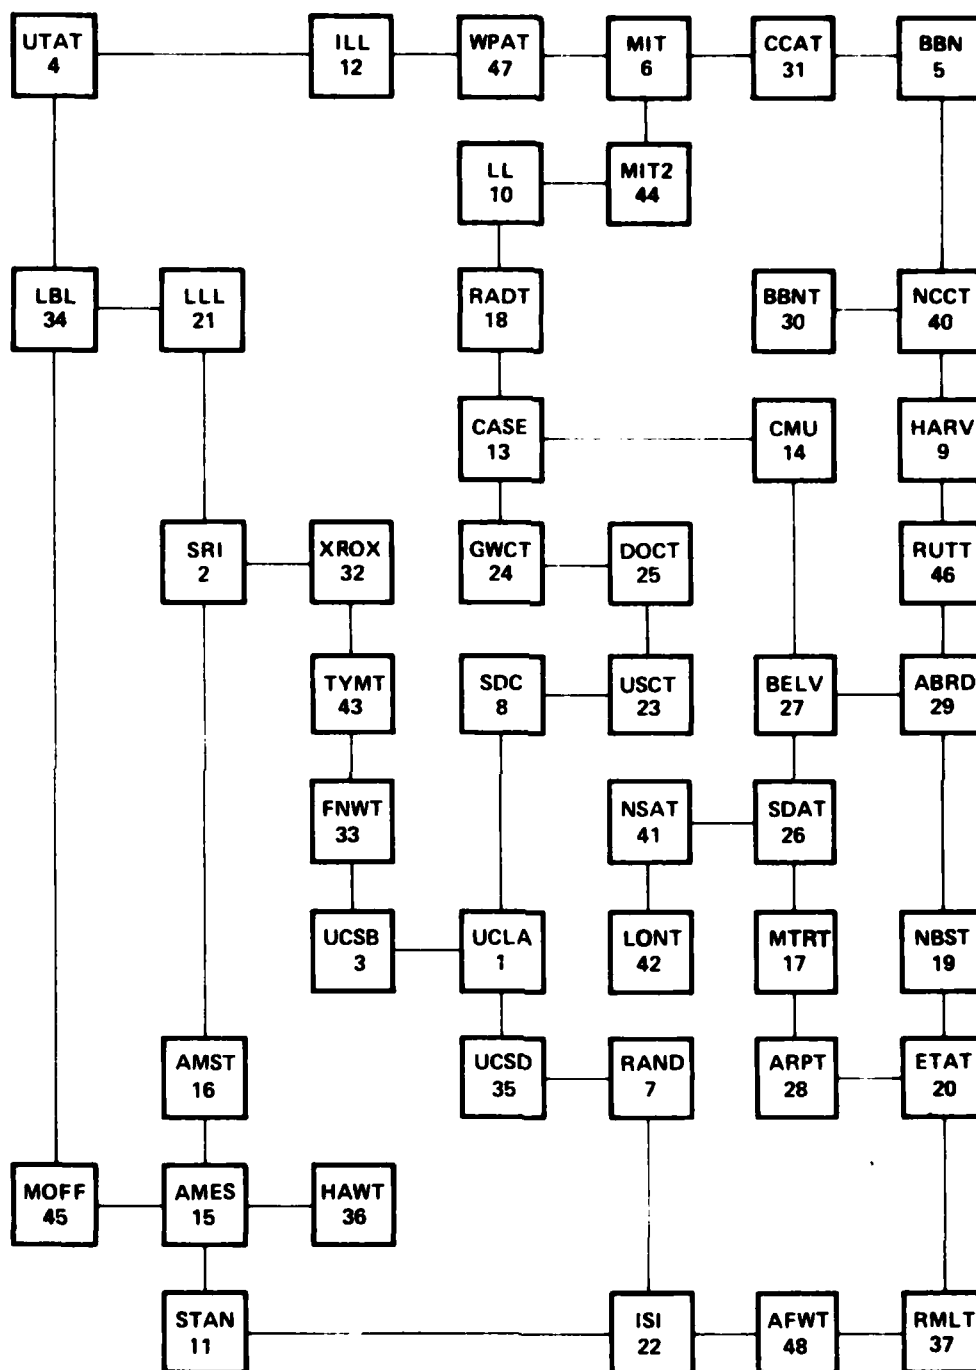 UTAT
4
ILL
12
WPAT
47
MIT
6
CCAT
31
BBN
5
LL
10
MIT2
44
LBL
34
LLL
21
RADT
18
BBNT
30
NCCT
40
CASE
13
CMU
14
HARV
9
SRI
2
XROX
32
GWCT
24
DOCT
25
RUTT
46
TYMT
43
SDC
8
USCT
23
BELV
27
ABRD
29
FNWT
33
NSAT
41
SDAT
26
UCSB
3
UCLA
1
LONT
42
MTRT
17
NBST
19
AMST
16
UCSD
35
RAND
7
ARPT
28
ETAT
20
MOFF
45
AMES
15
HAWT
36
STAN
11
ISI
22
AFWT
48
RMLT
37